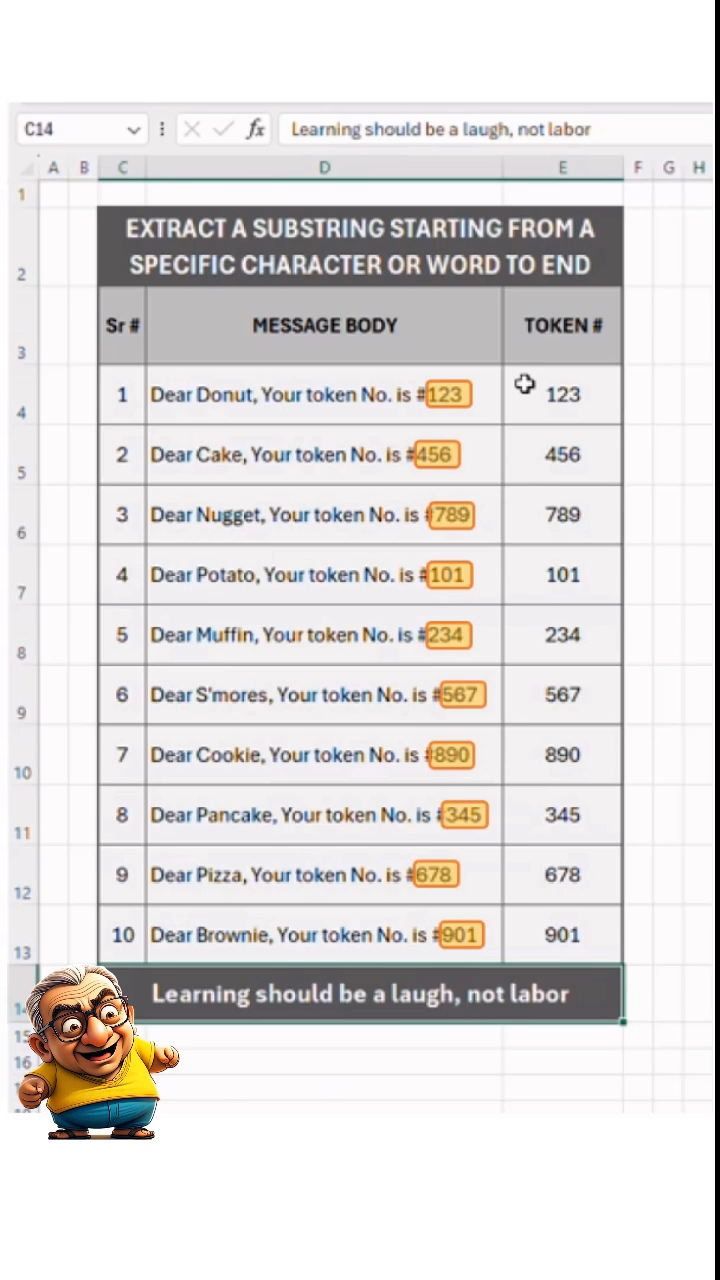 C14 fx Learning should be a laugh, not labor
A B C D E F G H
1
EXTRACT A SUBSTRING STARTING FROM A
2 SPECIFIC CHARACTER OR WORD TO END
3 Sr # MESSAGE BODY TOKEN #
4 1 Dear Donut, Your token No. is #123 123
5 2 Dear Cake, Your token No. is #456 456
6 3 Dear Nugget, Your token No. is #789 789
7 4 Dear Potato, Your token No. is #101 101
8 5 Dear Muffin, Your token No. is #234 234
9 6 Dear S'mores, Your token No. is #567 567
10 7 Dear Cookie, Your token No. is #890 890
11 8 Dear Pancake, Your token No. is #345 345
12 9 Dear Pizza, Your token No. is #678 678
13 10 Dear Brownie, Your token No. is #901 901
Learning should be a laugh, not labor
15
16